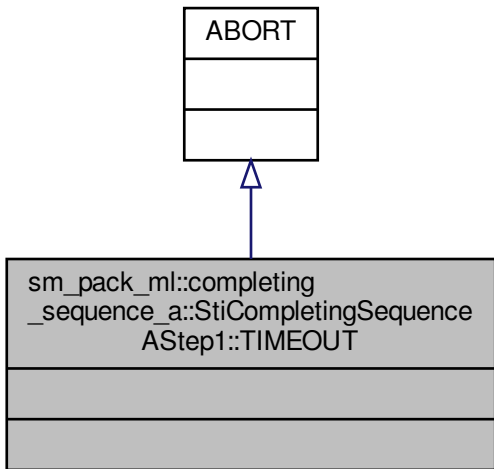 ABORT
sm_pack_ml::completing
_sequence_a::StiCompletingSequence
AStep1::TIMEOUT